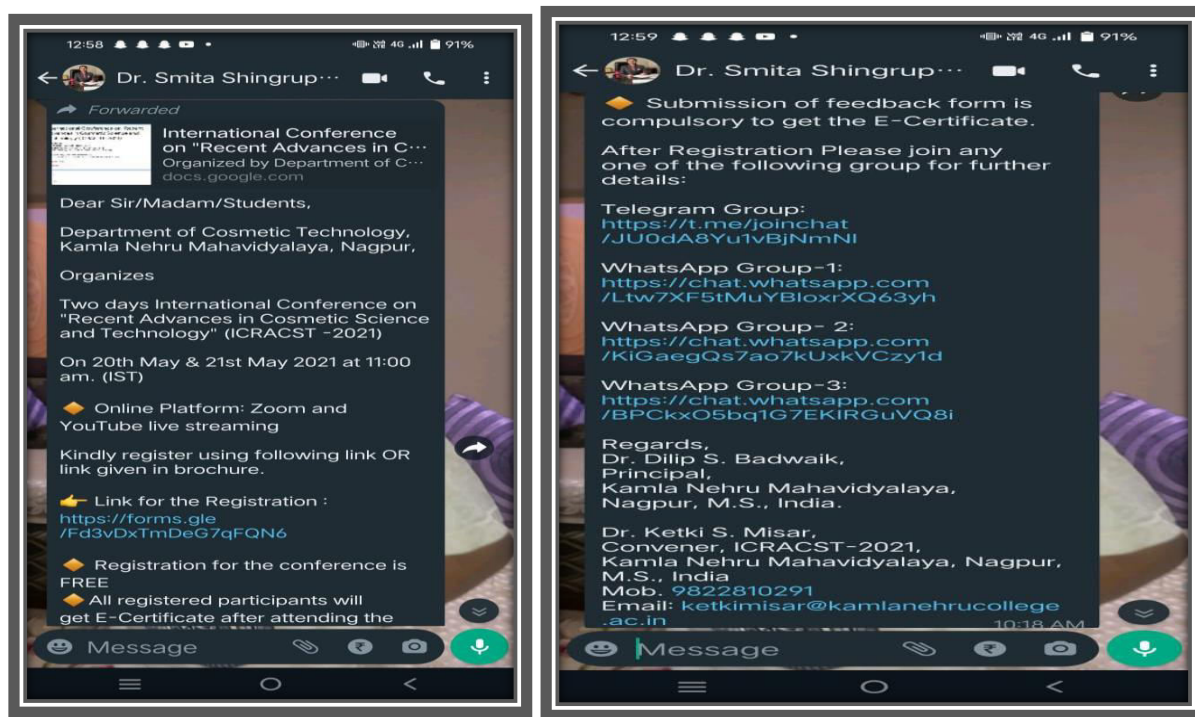 12:58
4G
91%
Dr. Smita Shingrup...
Forwarded
International Conference
on "Recent Advances in C...
Organized by Department of C...
docs.google.com
Dear Sir/Madam/Students,
Department of Cosmetic Technology,
Kamla Nehru Mahavidyalaya, Nagpur,
Organizes
Two days International Conference on
"Recent Advances in Cosmetic Science
and Technology" (ICRACST -2021)
On 20th May & 21st May 2021 at 11:00
am. (IST)
🔸 Online Platform: Zoom and
YouTube live streaming
Kindly register using following link OR
link given in brochure.
👉 Link for the Registration :
https://forms.gle
/Fd3vDxTmDeG7qFQN6
🔸 Registration for the conference is
FREE
🔸All registered participants will
get E-Certificate after attending the
Message
12:59
4G
91%
Dr. Smita Shingrup...
🔸 Submission of feedback form is
compulsory to get the E-Certificate.
After Registration Please join any
one of the following group for further
details:
Telegram Group:
https://t.me/joinchat
/JU0dA8Yu1vBjNmNl
WhatsApp Group-1:
https://chat.whatsapp.com
/Ltw7XF5tMuYBloxrXQ63yh
WhatsApp Group- 2:
https://chat.whatsapp.com
/KiGaegQs7ao7kUxkVCzy1d
WhatsApp Group-3:
https://chat.whatsapp.com
/BPCkxO5bq1G7EKlRGuVQ8i
Regards,
Dr. Dilip S. Badwaik,
Principal,
Kamla Nehru Mahavidyalaya,
Nagpur, M.S., India.
Dr. Ketki S. Misar,
Convener, ICRACST-2021,
Kamla Nehru Mahavidyalaya, Nagpur,
M.S., India
Mob. 9822810291
Email: ketkimisar@kamlanehrucollege
.ac.in
10:18 AM
Message